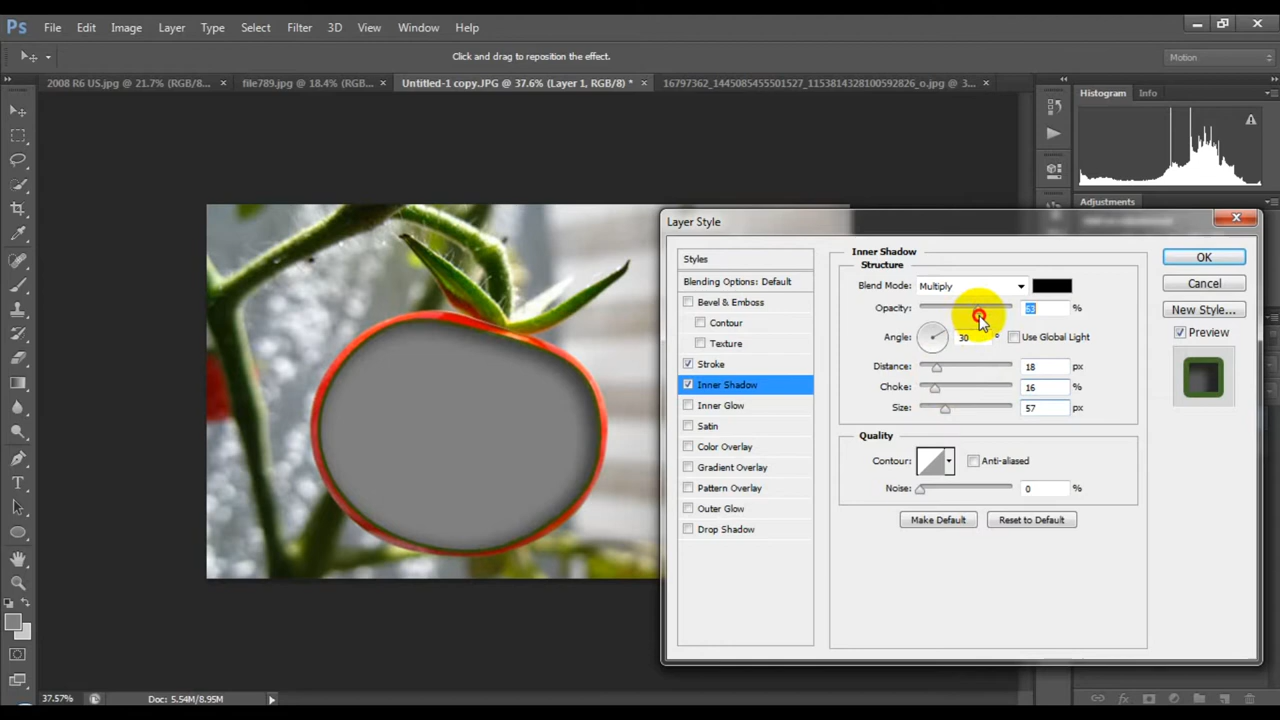 Ps File Edit Image Layer Type Select Filter 3D View Window Help
Click and drag to reposition the effect.
Motion
2008 R6 US.jpg @ 21.7% (RGB/8... × file789.jpg @ 18.4% (RGB... × Untitled-1 copy.JPG @ 37.6% (Layer 1, RGB/8) * × 16797362_1445085455501527_1153814328100592826_o.jpg @ 3... ×
Histogram Info
Adjustments
Layer Style
Styles
Blending Options: Default
Bevel & Emboss
Contour
Texture
Stroke
Inner Shadow
Inner Glow
Satin
Color Overlay
Gradient Overlay
Pattern Overlay
Outer Glow
Drop Shadow
Inner Shadow
Structure
Blend Mode: Multiply
Opacity: 63 %
Angle: 30 ° Use Global Light
Distance: 18 px
Choke: 16 %
Size: 57 px
Quality
Contour: Anti-aliased
Noise: 0 %
Make Default Reset to Default
OK
Cancel
New Style...
Preview
37.57% Doc: 5.54M/8.95M